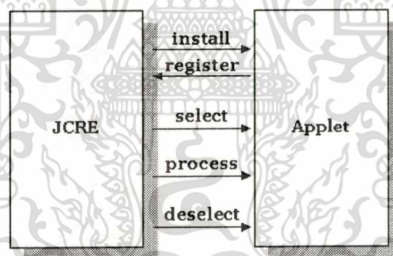 install
register
JCRE
select
Applet
process
deselect